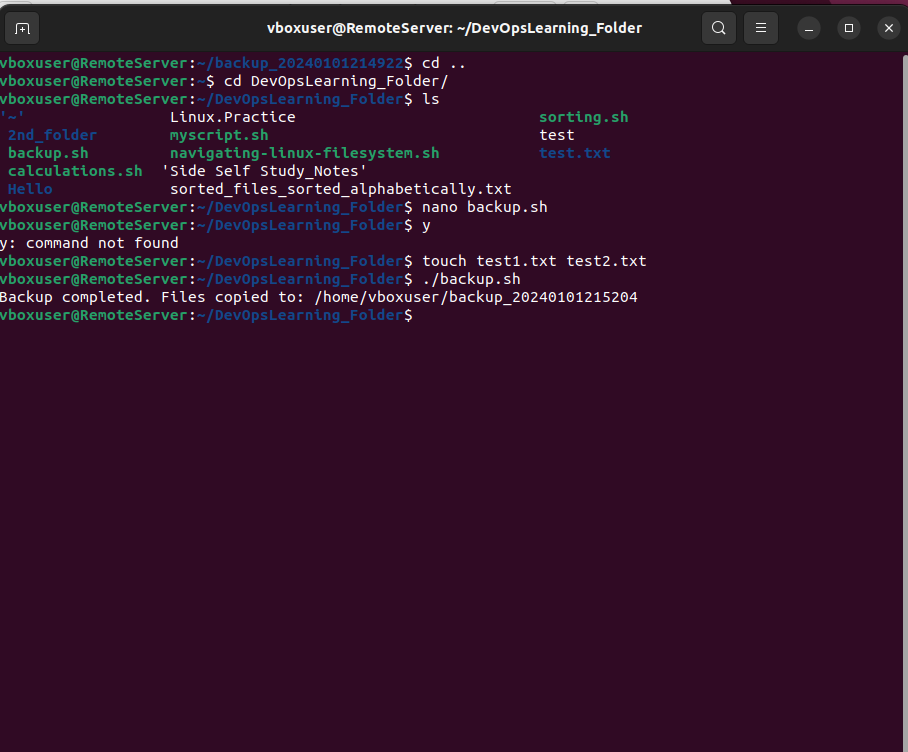 vboxuser@RemoteServer: ~/DevOpsLearning_Folder
vboxuser@RemoteServer:~/backup_20240101214922$ cd ..
vboxuser@RemoteServer:~$ cd DevOpsLearning_Folder/
vboxuser@RemoteServer:~/DevOpsLearning_Folder$ ls
'~'                Linux.Practice                           sorting.sh
 2nd_folder        myscript.sh                              test
 backup.sh         navigating-linux-filesystem.sh           test.txt
 calculations.sh  'Side Self Study_Notes'
 Hello             sorted_files_sorted_alphabetically.txt
vboxuser@RemoteServer:~/DevOpsLearning_Folder$ nano backup.sh
vboxuser@RemoteServer:~/DevOpsLearning_Folder$ y
y: command not found
vboxuser@RemoteServer:~/DevOpsLearning_Folder$ touch test1.txt test2.txt
vboxuser@RemoteServer:~/DevOpsLearning_Folder$ ./backup.sh
Backup completed. Files copied to: /home/vboxuser/backup_20240101215204
vboxuser@RemoteServer:~/DevOpsLearning_Folder$